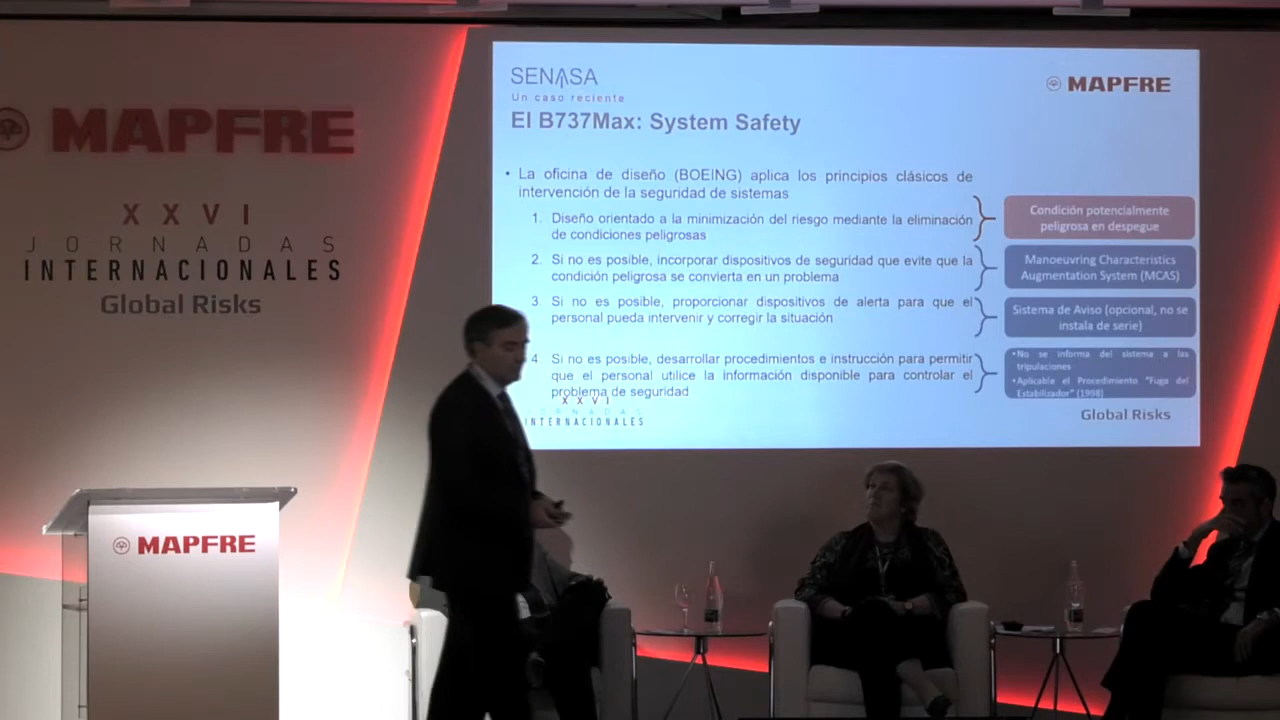 MAPFRE
XXVI
JORNADAS
INTERNACIONALES
Global Risks
MAPFRE
SENASA
Un caso reciente
El B737Max: System Safety
MAPFRE
• La oficina de diseño (BOEING) aplica los principios clásicos de
intervención de la seguridad de sistemas
1. Diseño orientado a la minimización del riesgo mediante la eliminación
de condiciones peligrosas
2. Si no es posible, incorporar dispositivos de seguridad que evite que la
condición peligrosa se convierta en un problema
3. Si no es posible, proporcionar dispositivos de alerta para que el
personal pueda intervenir y corregir la situación
4. Si no es posible, desarrollar procedimientos e instrucción para permitir
que el personal utilice la información disponible para controlar el
problema de seguridad
Condición potencialmente
peligrosa en despegue
Manoeuvring Characteristics
Augmentation System (MCAS)
Sistema de Aviso (opcional, no se
instala de serie)
•No se informa del sistema a las
tripulaciones
•Aplicable el Procedimiento "Fuga del
Estabilizador" (1998)
XXVI
JORNADAS
INTERNACIONALES
Global Risks